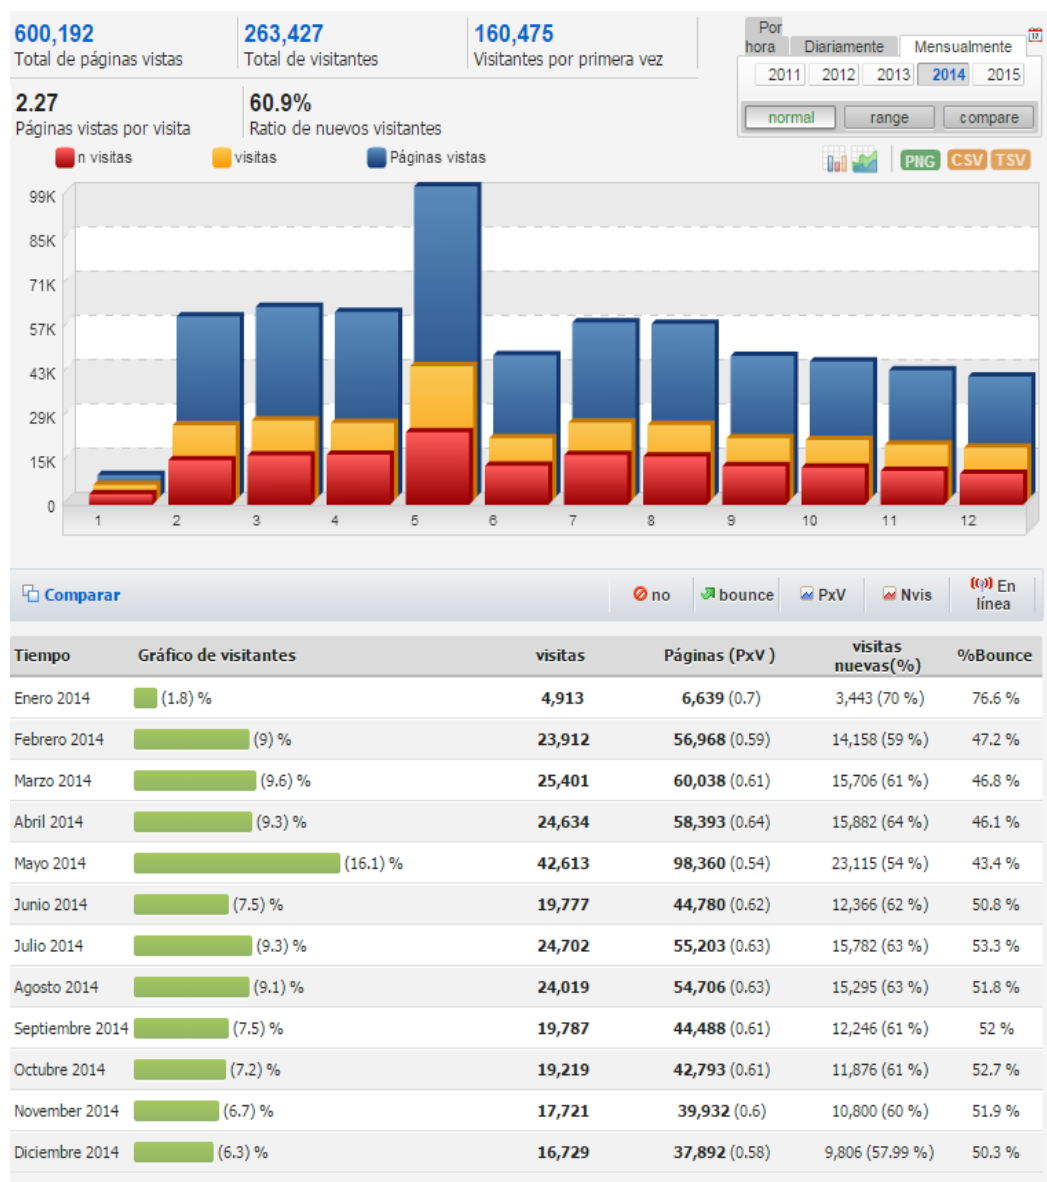 600,192
Total de páginas vistas
263,427
Total de visitantes
160,475
Visitantes por primera vez
2.27
Páginas vistas por visita
60.9%
Ratio de nuevos visitantes
Por hora
Diariamente
Mensualmente
17
2011 2012 2013 2014 2015
normal range compare
n visitas visitas Páginas vistas
PNG CSV TSV
99K
85K
71K
57K
43K
29K
15K
0
1 2 3 4 5 6 7 8 9 10 11 12
Comparar
no bounce PxV Nvis En línea
Tiempo Gráfico de visitantes visitas Páginas (PxV ) visitas nuevas(%) %Bounce
Enero 2014 (1.8) % 4,913 6,639 (0.7) 3,443 (70 %) 76.6 %
Febrero 2014 (9) % 23,912 56,968 (0.59) 14,158 (59 %) 47.2 %
Marzo 2014 (9.6) % 25,401 60,038 (0.61) 15,706 (61 %) 46.8 %
Abril 2014 (9.3) % 24,634 58,393 (0.64) 15,882 (64 %) 46.1 %
Mayo 2014 (16.1) % 42,613 98,360 (0.54) 23,115 (54 %) 43.4 %
Junio 2014 (7.5) % 19,777 44,780 (0.62) 12,366 (62 %) 50.8 %
Julio 2014 (9.3) % 24,702 55,203 (0.63) 15,782 (63 %) 53.3 %
Agosto 2014 (9.1) % 24,019 54,706 (0.63) 15,295 (63 %) 51.8 %
Septiembre 2014 (7.5) % 19,787 44,488 (0.61) 12,246 (61 %) 52 %
Octubre 2014 (7.2) % 19,219 42,793 (0.61) 11,876 (61 %) 52.7 %
November 2014 (6.7) % 17,721 39,932 (0.6) 10,800 (60 %) 51.9 %
Diciembre 2014 (6.3) % 16,729 37,892 (0.58) 9,806 (57.99 %) 50.3 %